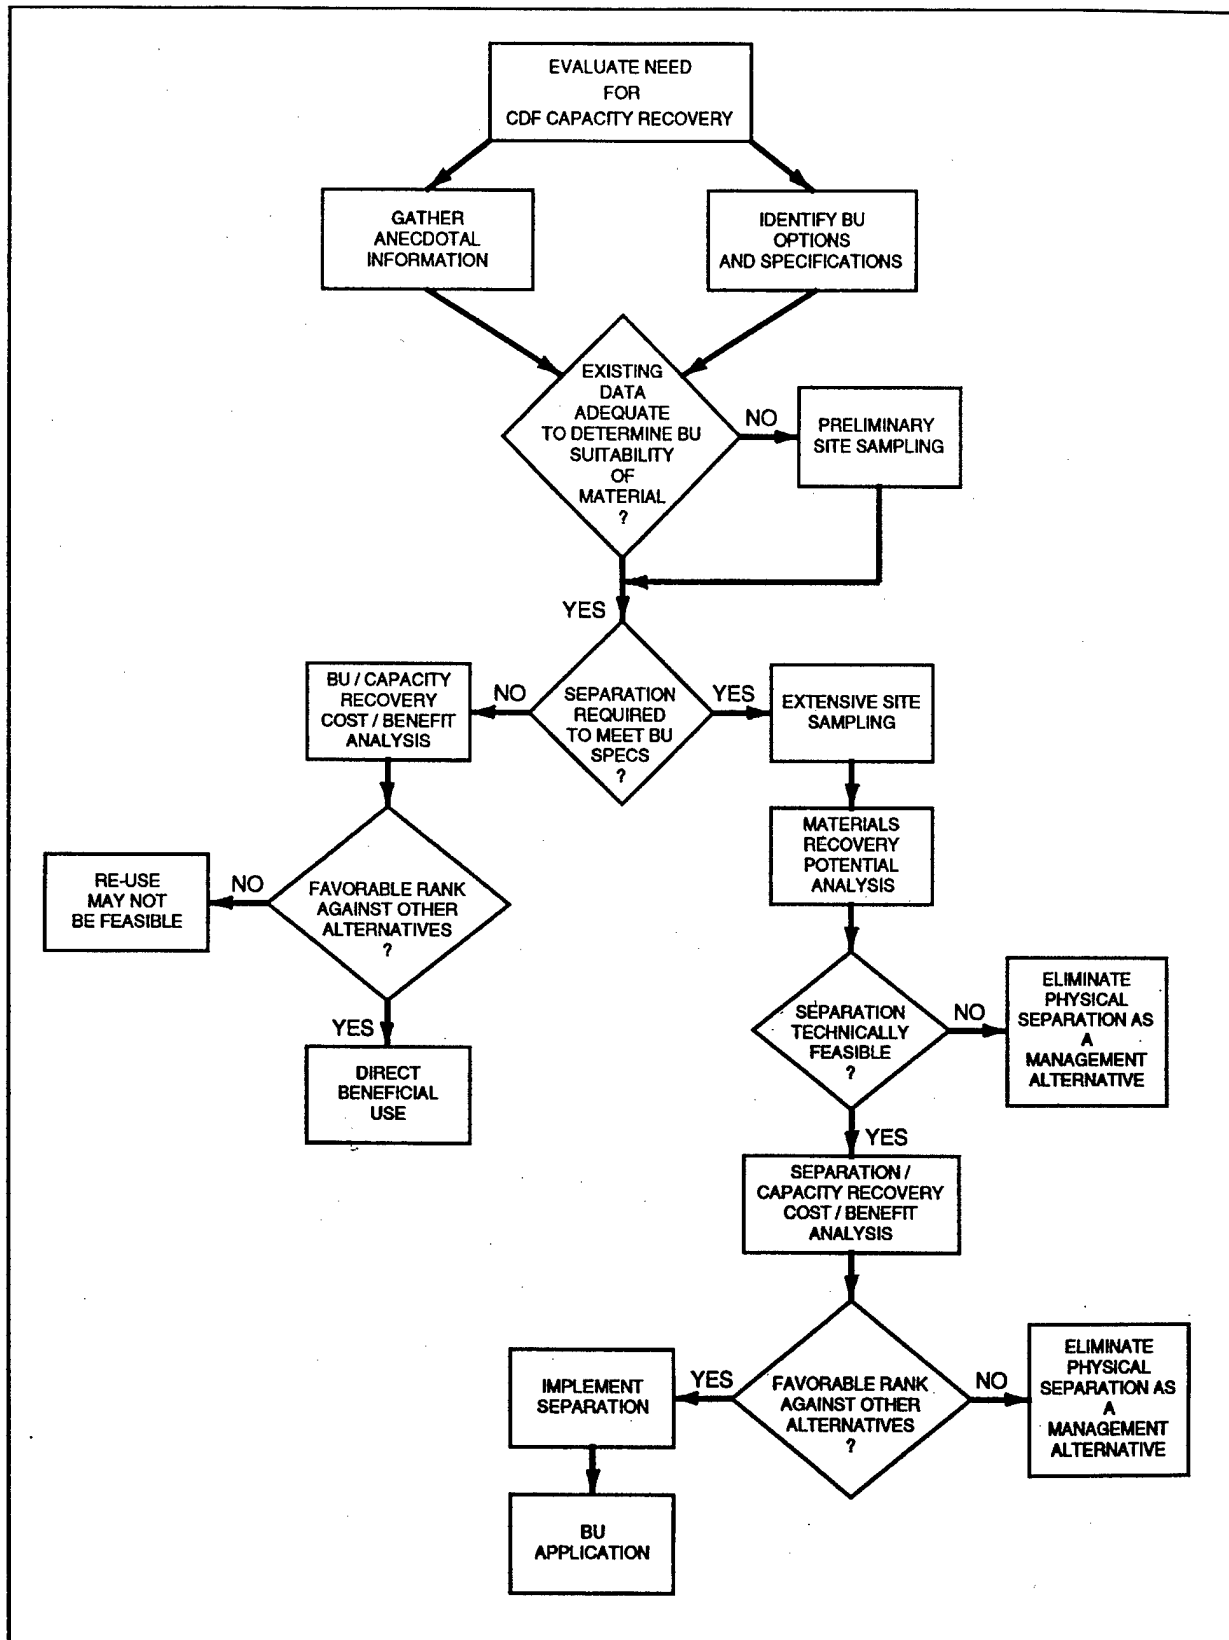 EVALUATE NEED
FOR
CDF CAPACITY RECOVERY
GATHER
ANECDOTAL
INFORMATION
IDENTIFY BU
OPTIONS
AND SPECIFICATIONS
EXISTING
DATA
ADEQUATE
TO DETERMINE BU
SUITABILITY
OF
MATERIAL
?
NO
PRELIMINARY
SITE SAMPLING
YES
SEPARATION
REQUIRED
TO MEET BU
SPECS
?
NO
BU / CAPACITY
RECOVERY
COST / BENEFIT
ANALYSIS
YES
EXTENSIVE SITE
SAMPLING
FAVORABLE RANK
AGAINST OTHER
ALTERNATIVES
?
NO
RE-USE
MAY NOT
BE FEASIBLE
YES
DIRECT
BENEFICIAL
USE
MATERIALS
RECOVERY
POTENTIAL
ANALYSIS
SEPARATION
TECHNICALLY
FEASIBLE
?
NO
ELIMINATE
PHYSICAL
SEPARATION AS
A
MANAGEMENT
ALTERNATIVE
YES
SEPARATION /
CAPACITY RECOVERY
COST / BENEFIT
ANALYSIS
FAVORABLE RANK
AGAINST OTHER
ALTERNATIVES
?
YES
IMPLEMENT
SEPARATION
BU
APPLICATION
NO
ELIMINATE
PHYSICAL
SEPARATION AS
A
MANAGEMENT
ALTERNATIVE